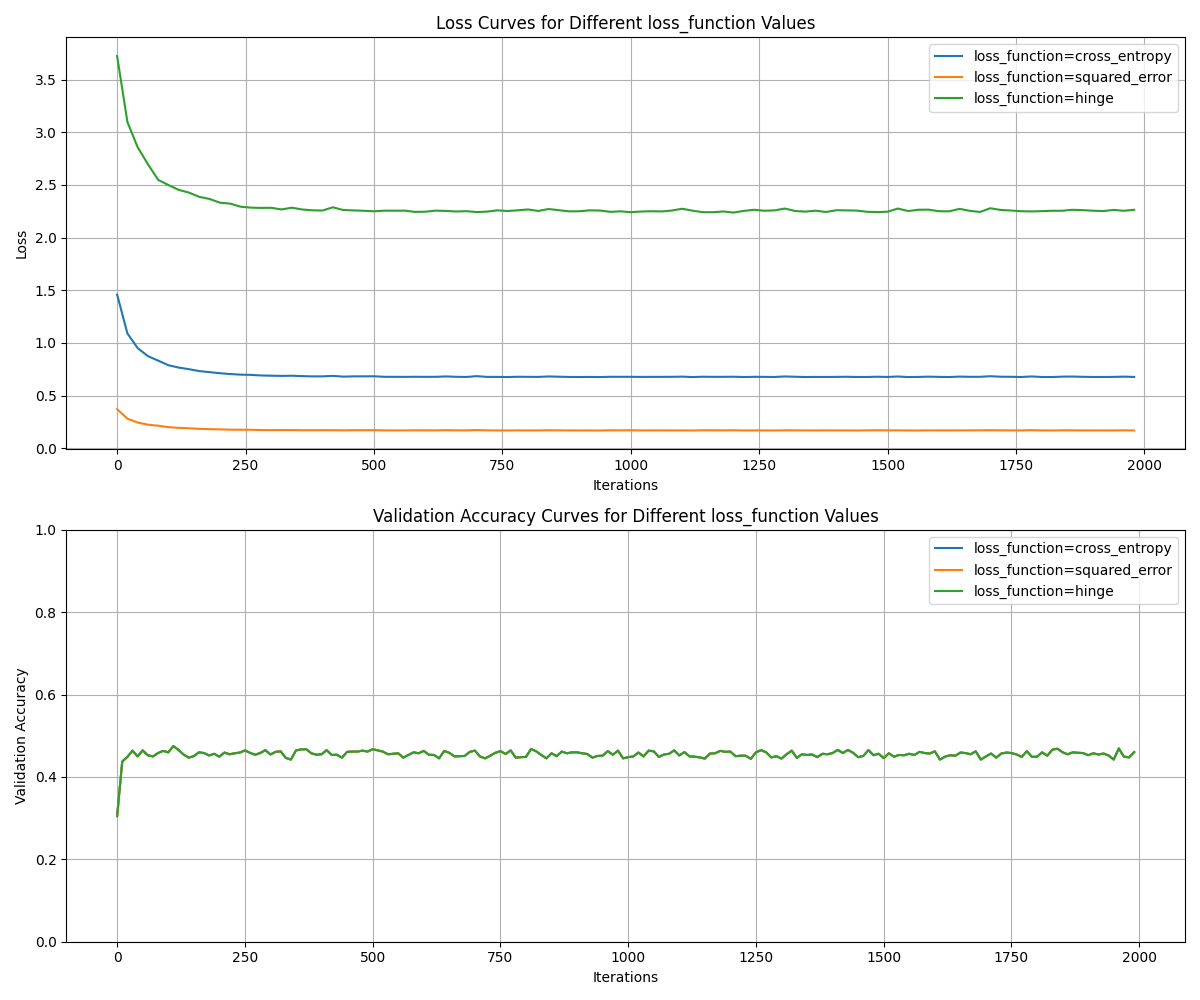 Loss Curves for Different loss_function Values
loss_function=cross_entropy
loss_function=squared_error
loss_function=hinge
3.5
3.0
2.5
2.0
1.5
1.0
0.5
0.0
Loss
0 250 500 750 1000 1250 1500 1750 2000
Iterations
Validation Accuracy Curves for Different loss_function Values
loss_function=cross_entropy
loss_function=squared_error
loss_function=hinge
1.0
0.8
0.6
0.4
0.2
0.0
Validation Accuracy
0 250 500 750 1000 1250 1500 1750 2000
Iterations